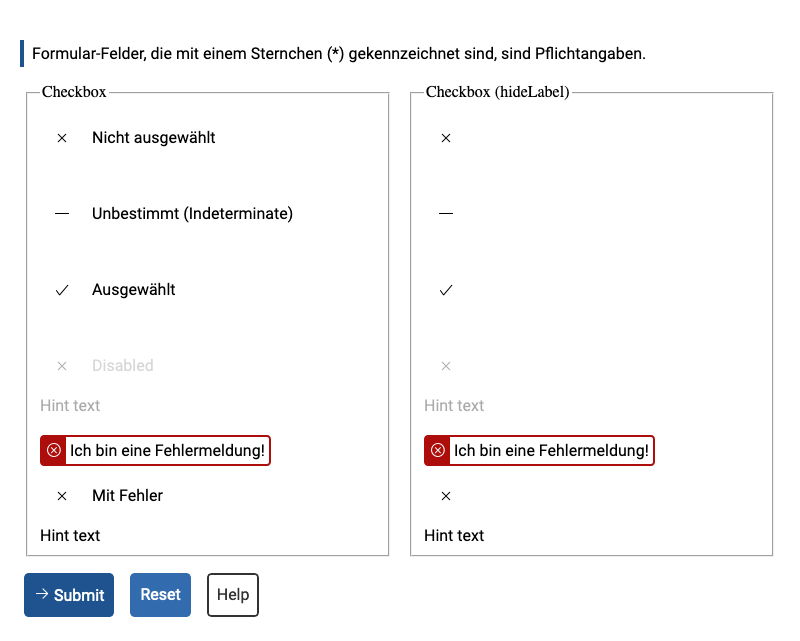 Formular-Felder, die mit einem Sternchen (*) gekennzeichnet sind, sind Pflichtangaben.
Checkbox
Nicht ausgewählt
Unbestimmt (Indeterminate)
Ausgewählt
Disabled
Hint text
Ich bin eine Fehlermeldung!
Mit Fehler
Hint text
Checkbox (hideLabel)
Hint text
Ich bin eine Fehlermeldung!
Hint text
Submit
Reset
Help